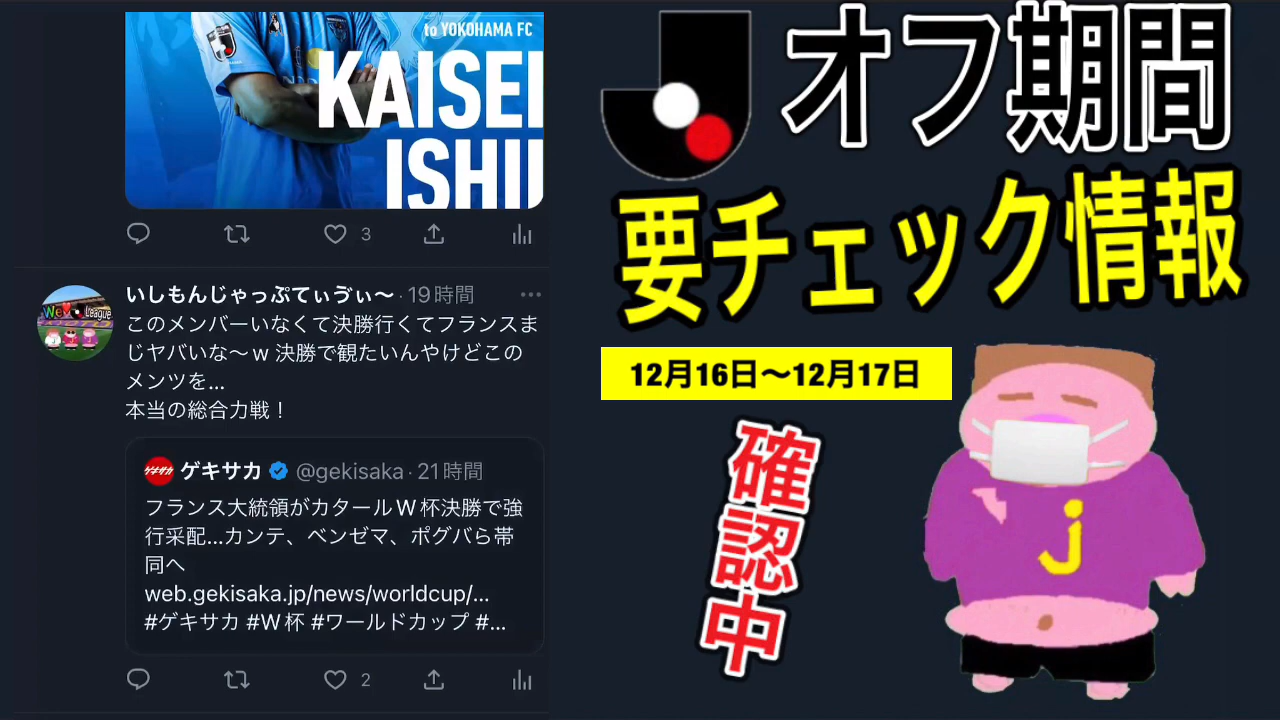 to YOKOHAMA FC
KAISEI
ISHII
3
いしもんじゃっぷてぃゔぃ〜 · 19時間
このメンバーいなくて決勝行くてフランスま
じヤバいな〜w 決勝で観たいんやけどこの
メンツを...
本当の総合力戦！
ゲキサカ @gekisaka · 21時間
フランス大統領がカタールW杯決勝で強
行采配...カンテ、ベンゼマ、ポグバら帯
同へ
web.gekisaka.jp/news/worldcup/...
#ゲキサカ #W杯 #ワールドカップ #...
2
オフ期間
要チェック情報
12月16日〜12月17日
確認中
j